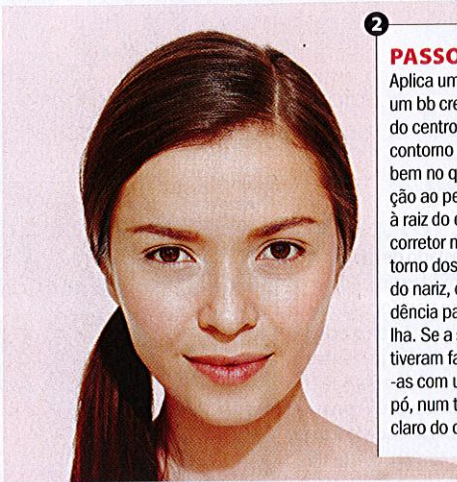 2
PASSO
Aplica um
um bb cre
do centro
contorno
bem no q
ção ao pe
à raiz do
corretor n
torno dos
do nariz,
dência pa
lha. Se a
tiveram fa
-as com u
pó, num t
claro do